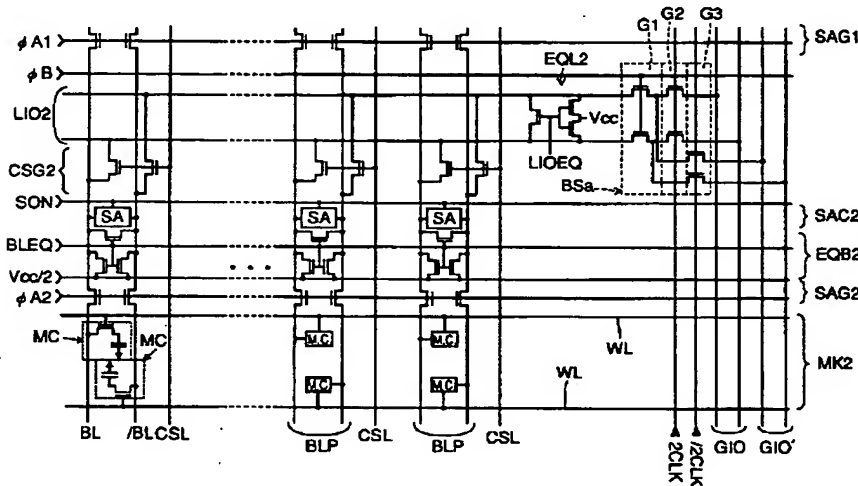 G1 G2 G3
φA1 SAG1
φB EQL2
LIO2 Vcc
LIOEQ
CSG2 BSa
SON SA SA SA SAC2
BLEQ EQB2
Vcc/2 . . .
φA2 SAG2
MC MC M.C M.C WL
M.C M.C WL MK2
BL /BL CSL BLP CSL BLP CSL 2CLK /2CLK GIO GIO'